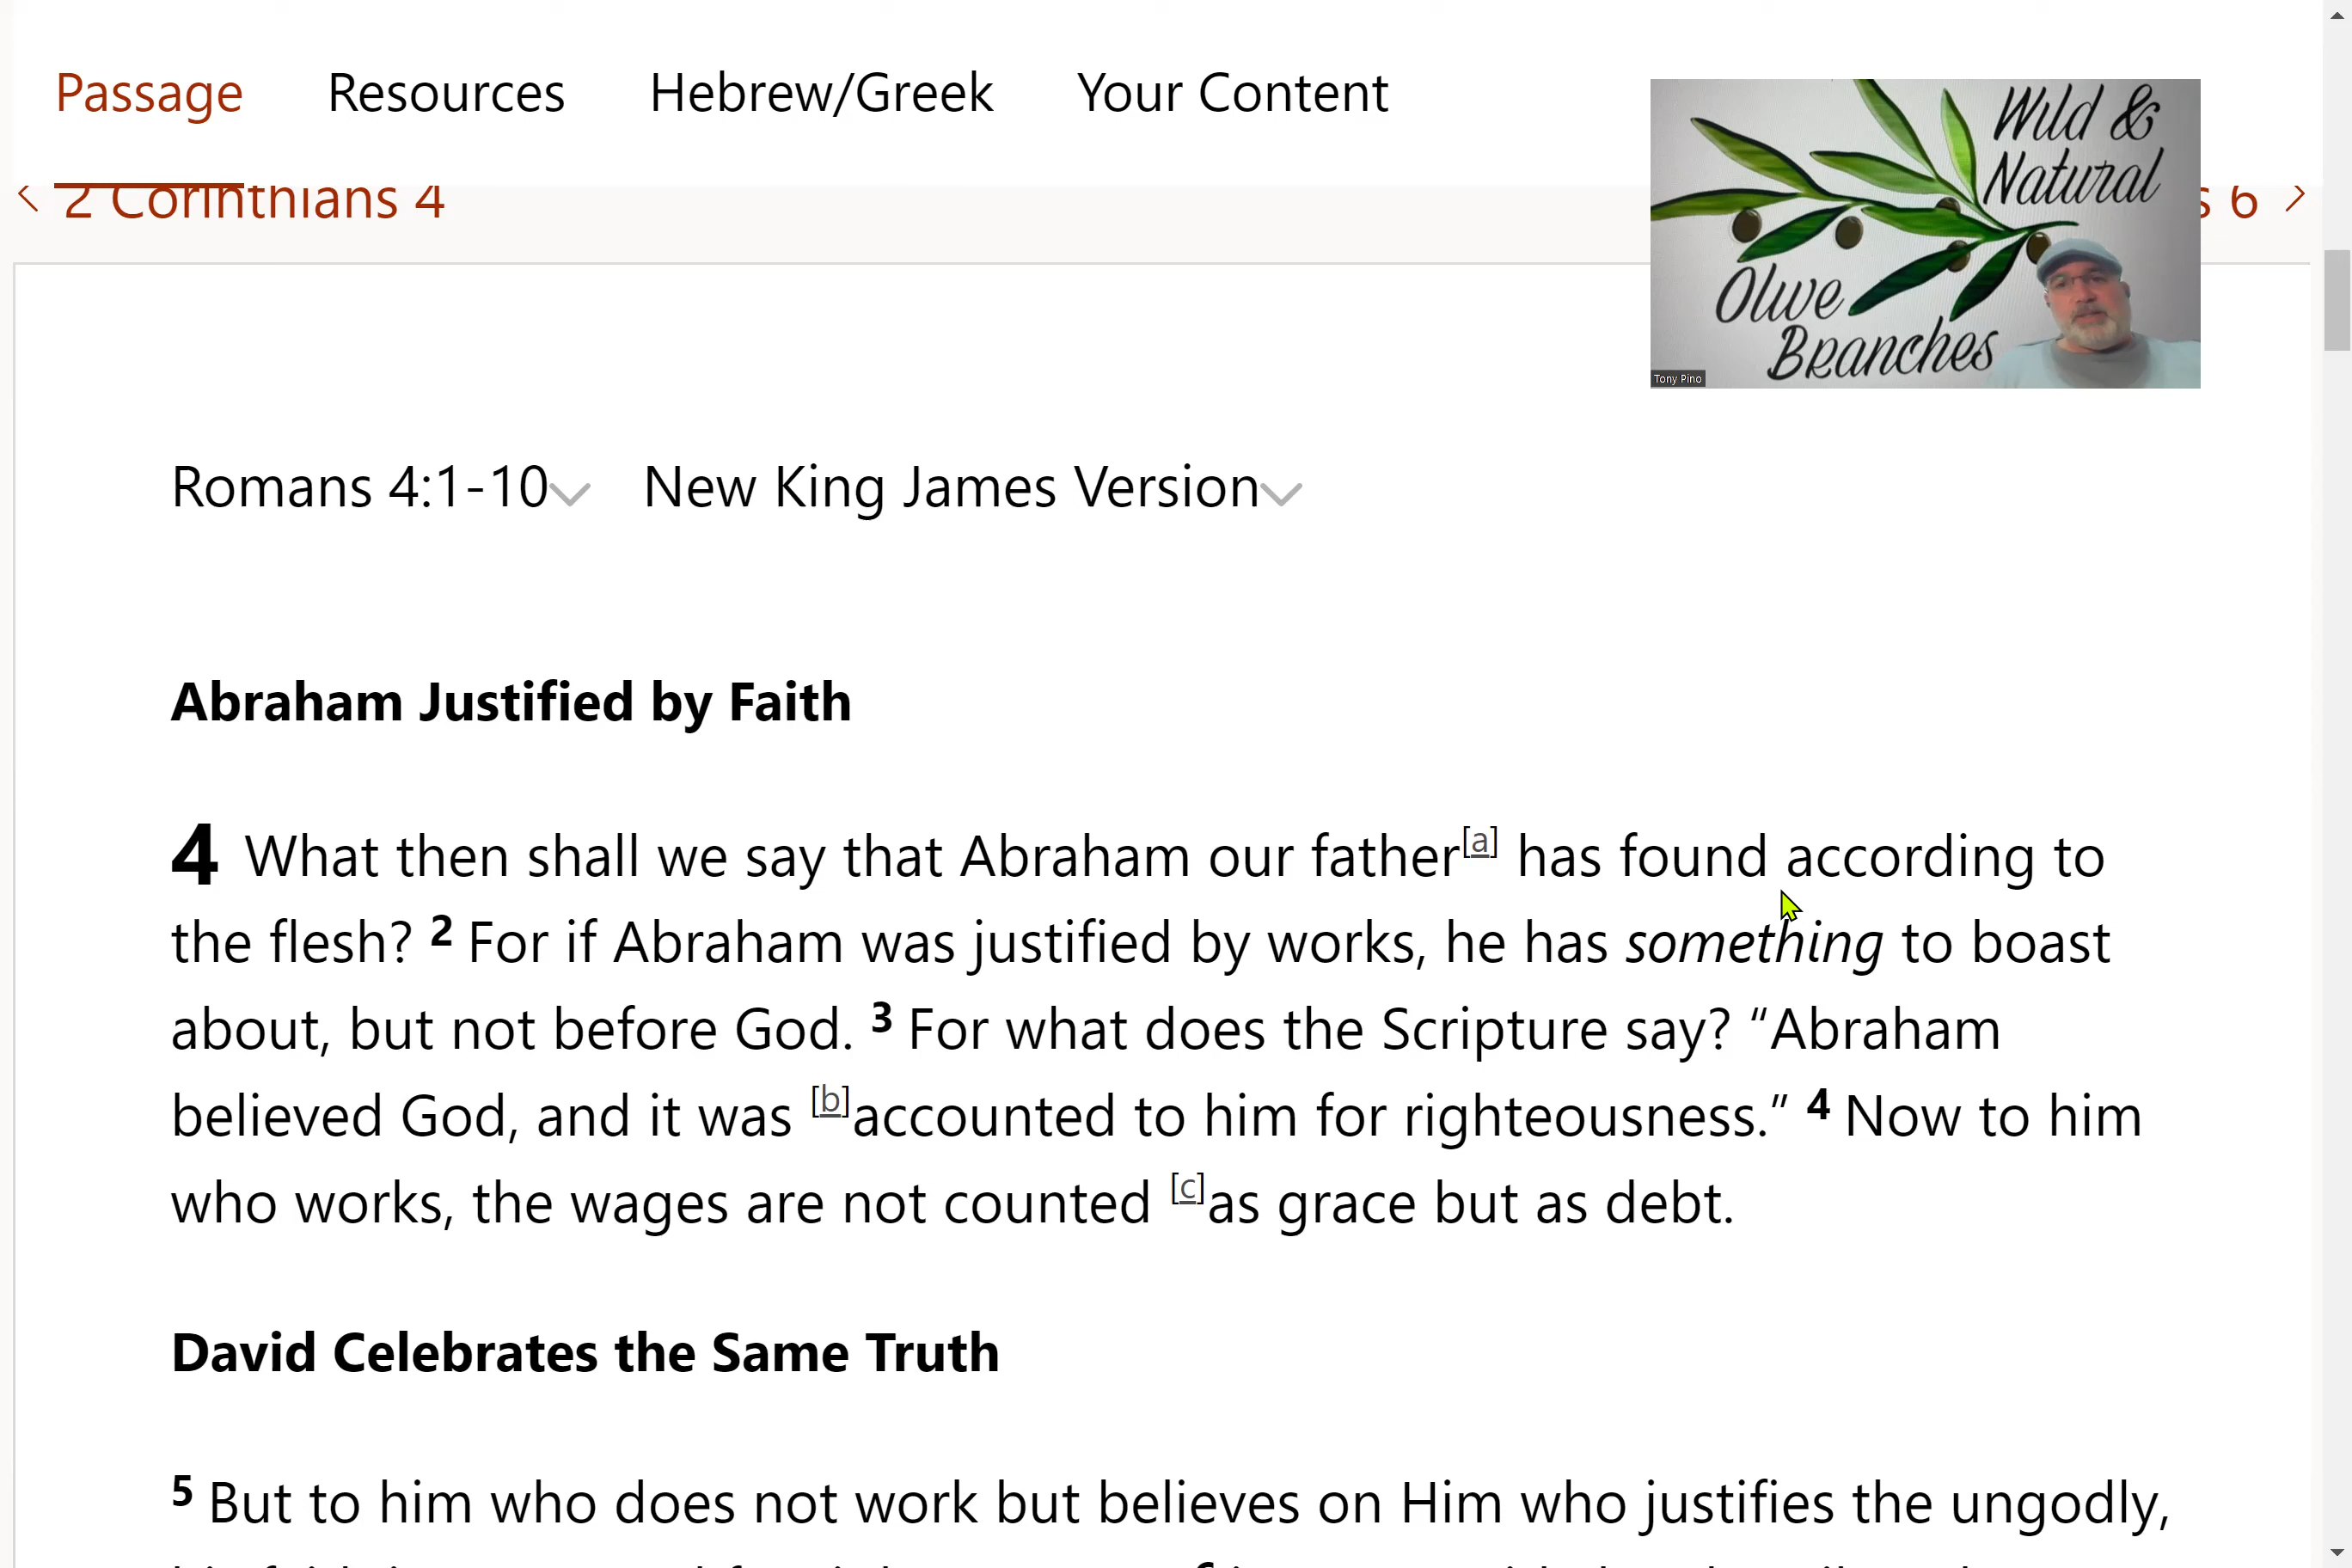 Passage Resources Hebrew/Greek Your Content
2 Corinthians 4
s 6
Wild &
Natural
Olive
Branches
Tony Pino
Romans 4:1-10 New King James Version
Abraham Justified by Faith
4 What then shall we say that Abraham our father[a] has found according to
the flesh? 2 For if Abraham was justified by works, he has something to boast
about, but not before God. 3 For what does the Scripture say? “Abraham
believed God, and it was [b]accounted to him for righteousness.” 4 Now to him
who works, the wages are not counted [c]as grace but as debt.
David Celebrates the Same Truth
5 But to him who does not work but believes on Him who justifies the ungodly,